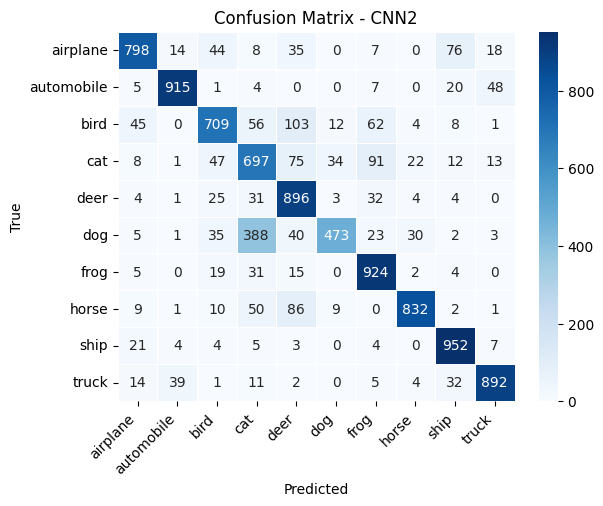 Confusion Matrix - CNN2
airplane 798 14 44 8 35 0 7 0 76 18
automobile 5 915 1 4 0 0 7 0 20 48
bird 45 0 709 56 103 12 62 4 8 1
cat 8 1 47 697 75 34 91 22 12 13
deer 4 1 25 31 896 3 32 4 4 0
dog 5 1 35 388 40 473 23 30 2 3
frog 5 0 19 31 15 0 924 2 4 0
horse 9 1 10 50 86 9 0 832 2 1
ship 21 4 4 5 3 0 4 0 952 7
truck 14 39 1 11 2 0 5 4 32 892
True
airplane automobile bird cat deer dog frog horse ship truck
Predicted
800
600
400
200
0